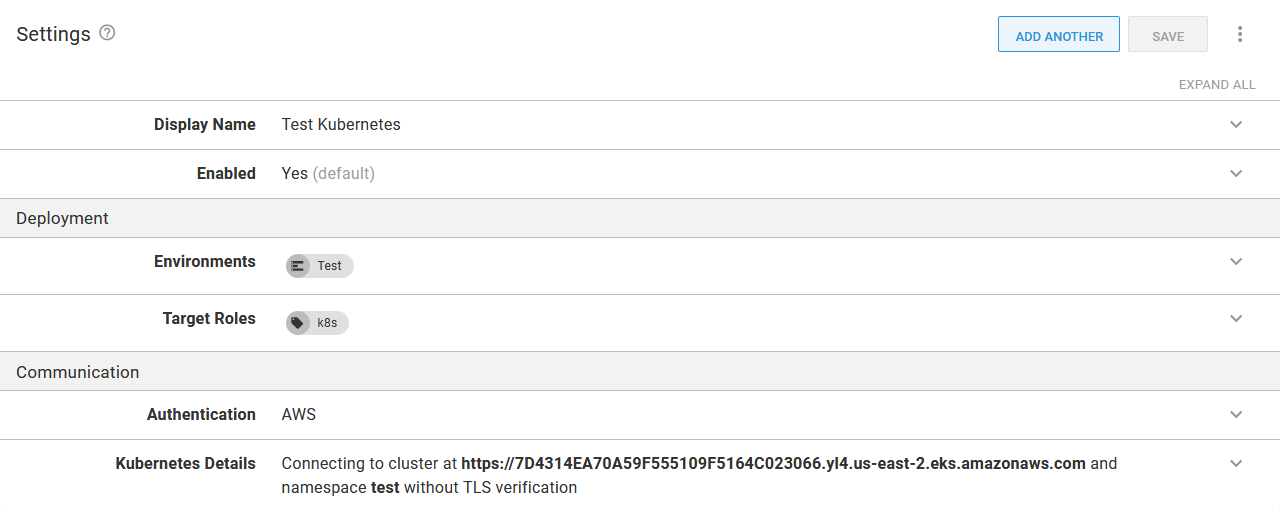 Settings
ADD ANOTHER
SAVE
EXPAND ALL
Display Name Test Kubernetes
Enabled Yes (default)
Deployment
Environments Test
Target Roles k8s
Communication
Authentication AWS
Kubernetes Details Connecting to cluster at https://7D4314EA70A59F555109F5164C023066.yl4.us-east-2.eks.amazonaws.com and
namespace test without TLS verification